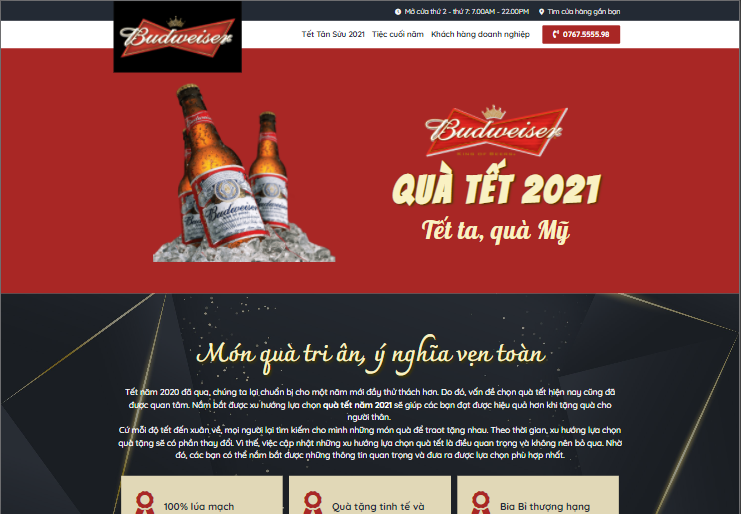 Mở cửa thứ 2 - thứ 7: 7.00AM - 22.00PM Tìm cửa hàng gần bạn
Budweiser
Tết Tân Sửu 2021 Tiệc cuối năm Khách hàng doanh nghiệp 0767.5555.98
Budweiser
KING OF BEERS
QUÀ TẾT 2021
Tết ta, quà Mỹ
Budweiser
Món quà tri ân, ý nghĩa vẹn toàn
Tết năm 2020 đã qua, chúng ta lại chuẩn bị cho một năm mới đầy thử thách hơn. Do đó, vấn đề chọn quà tết hiện nay cũng đã
được quan tâm. Nắm bắt được xu hướng lựa chọn quà tết năm 2021 sẽ giúp các bạn đạt được hiệu quả hơn khi tặng quà cho
người thân.
Cứ mỗi độ tết đến xuân về, mọi người lại tìm kiếm cho mình những món quà để traot tặng nhau. Theo thời gian, xu hướng lựa chọn
quà tặng sẽ có phần thay đổi. Vì thế, việc cập nhật những xu hướng lựa chọn quà tết là điều quan trọng và không nên bỏ qua. Nhờ
đó, các bạn có thể nắm bắt được những thông tin quan trọng và đưa ra được lựa chọn phù hợp nhất.
100% lúa mạch
Quà tặng tinh tế và
Bia Bỉ thượng hạng